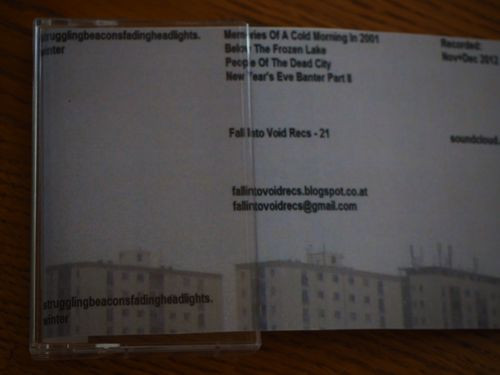 strugglingbeaconsfadingheadlights.
winter
Memories Of A Cold Morning In 2001
Below The Frozen Lake
People Of The Dead City
New Year's Eve Banter Part II
Recorded:
Nov+Dec 2012
Fall Into Void Recs - 21
soundcloud.
fallintovoidrecs.blogspot.co.at
fallintovoidrecs@gmail.com
strugglingbeaconsfadingheadlights.
winter